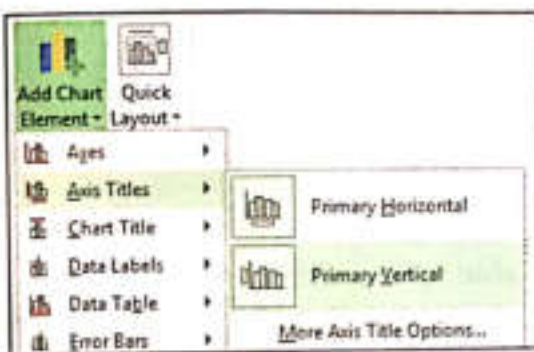 Add Chart Quick
Element Layout
Axes
Axis Titles
Chart Title
Data Labels
Data Table
Error Bars
Primary Horizontal
Primary Vertical
More Axis Title Options...